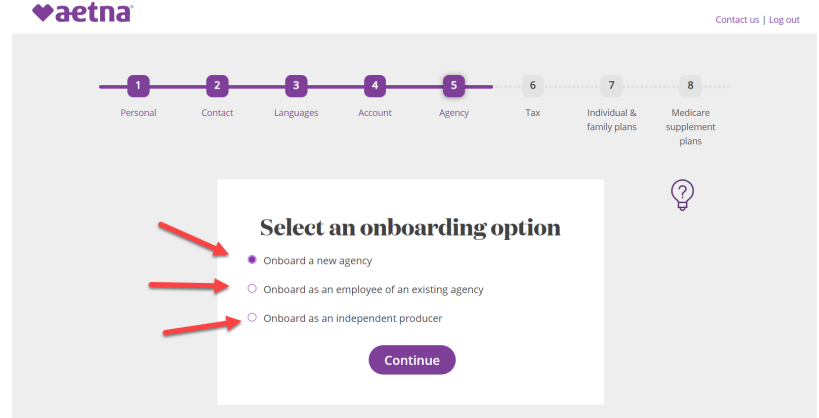 aetna
Contact us | Log out
1 2 3 4 5 6 7 8
Personal Contact Languages Account Agency Tax Individual & Medicare
family plans supplement
plans
?
Select an onboarding option
Onboard a new agency
Onboard as an employee of an existing agency
Onboard as an independent producer
Continue